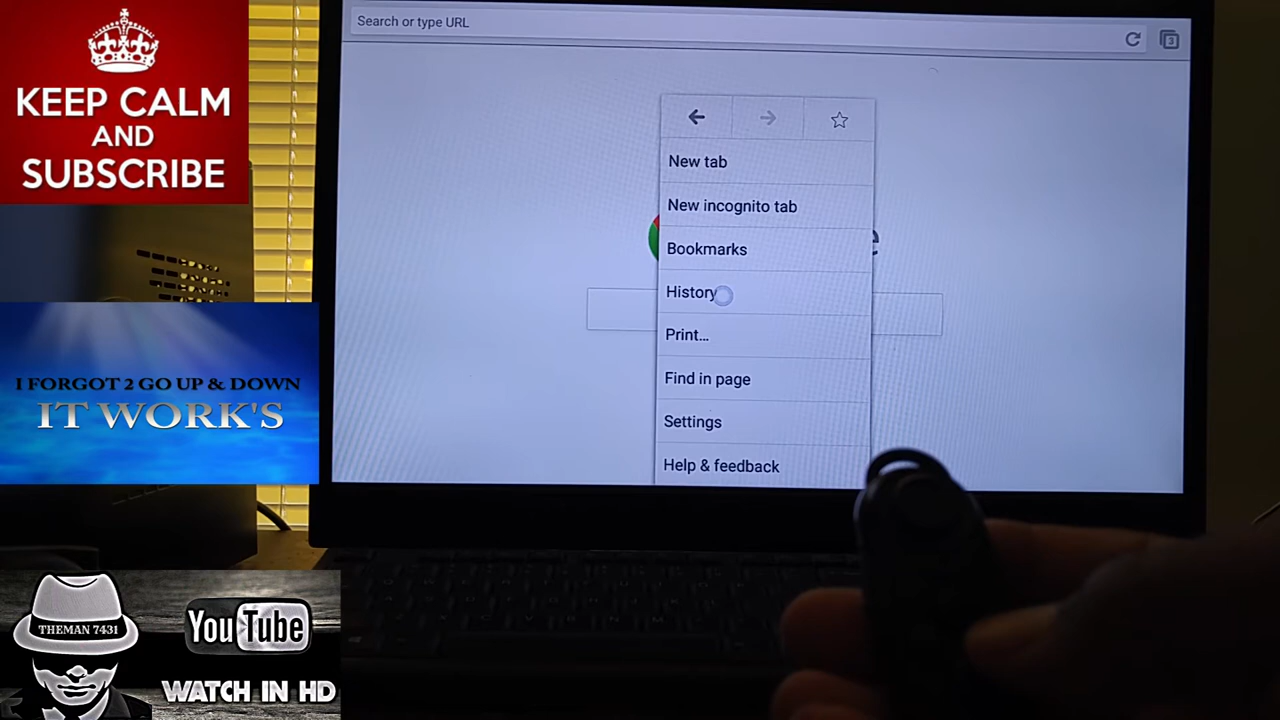 KEEP CALM
AND
SUBSCRIBE
I FORGOT 2 GO UP & DOWN
IT WORK'S
THEMAN 7431
YouTube
WATCH IN HD
Search or type URL
3
New tab
New incognito tab
Bookmarks
History
Print...
Find in page
Settings
Help & feedback
e